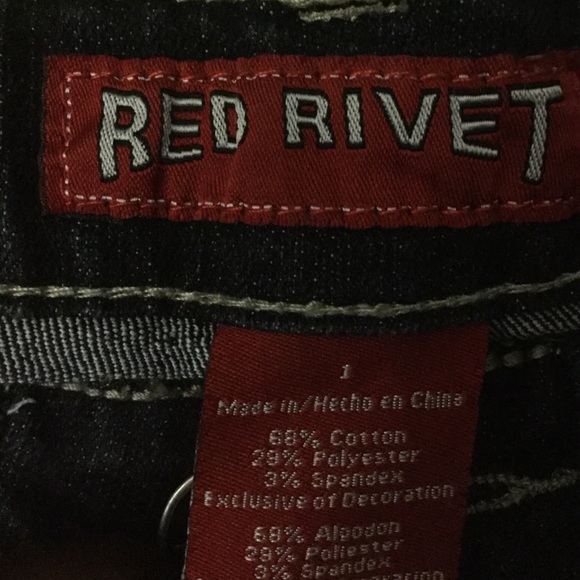 RED RIVET
1
Made in/Hecho en China
68% Cotton
29% Polyester
3% Spandex
Exclusive of Decoration
68% Algodon
29% Poliester
3% Spandex